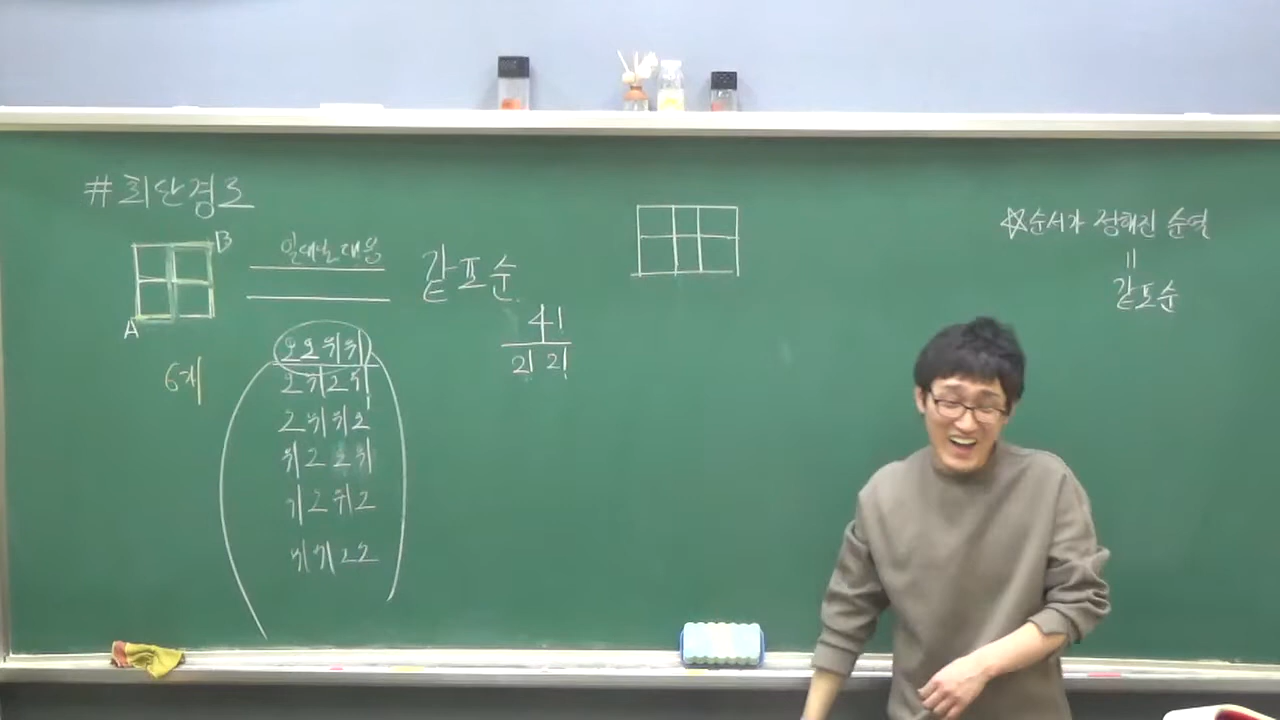 #최단경로
B
A
6개
일대일대응
같포순
4!
2! 2!
오오위위
오위오위
오위위오
위오오위
위오위오
위위오오
☆순서가 정해진 순열
=
같포순